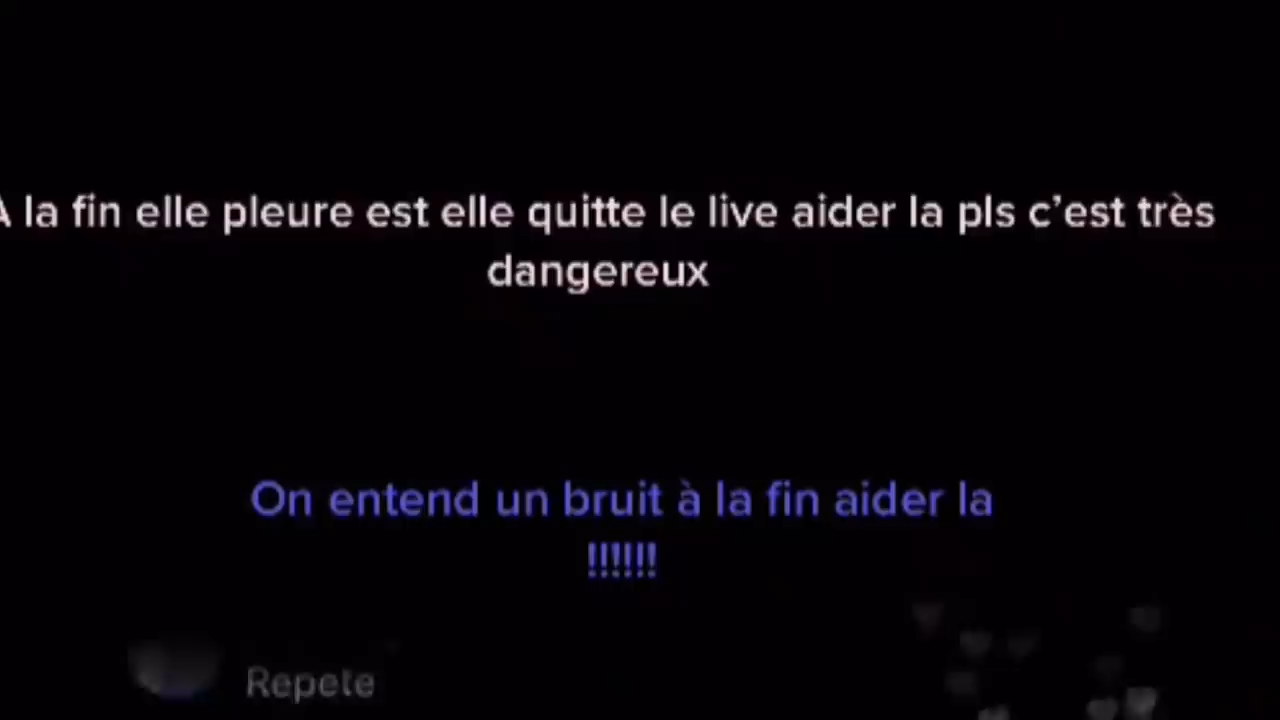 À la fin elle pleure est elle quitte le live aider la pls c’est très
dangereux
On entend un bruit à la fin aider la
!!!!!!
Repete